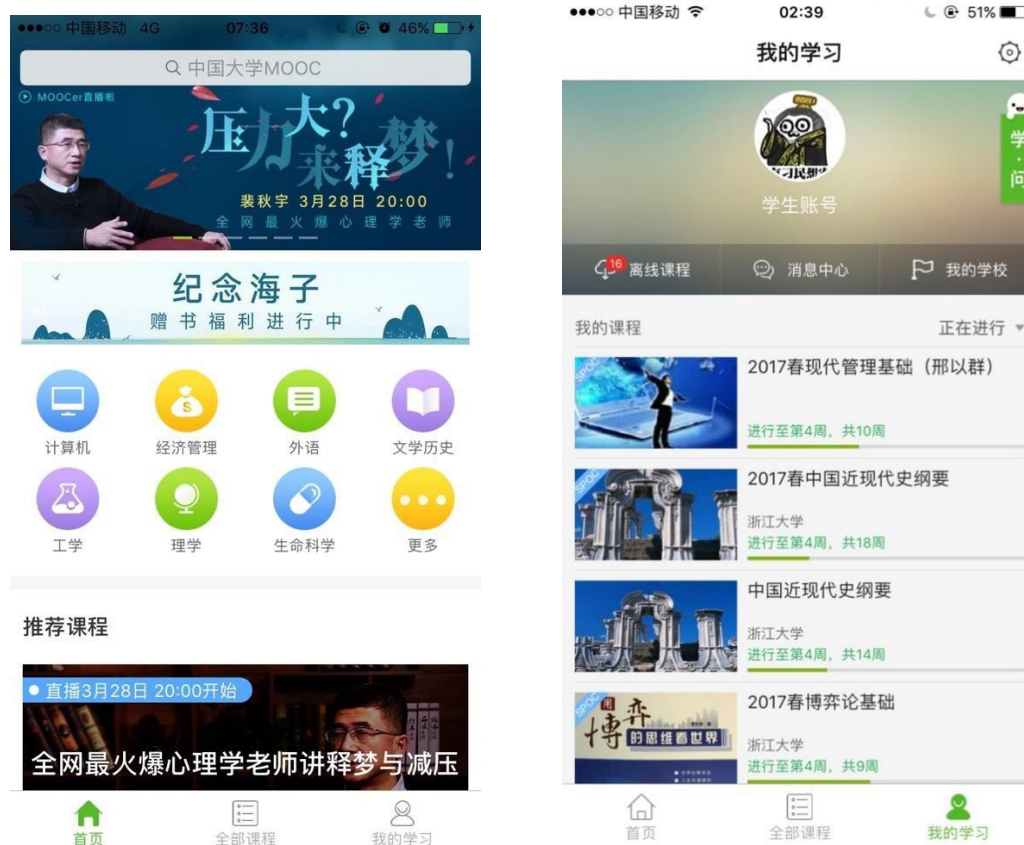 中国移动 4G 07:36 46%
中国大学MOOC
MOOCer直播啦
压力大?
来释梦!
裴秋宇 3月28日 20:00
全网最火爆心理学老师
纪念海子
赠书福利进行中
计算机 经济管理 外语 文学历史
工学 理学 生命科学 更多
推荐课程
直播3月28日 20:00开始
全网最火爆心理学老师讲释梦与减压
首页 全部课程 我的学习
中国移动 02:39 51%
我的学习
学·问
学生账号
16 离线课程 消息中心 我的学校
我的课程 正在进行
SPOC
2017春现代管理基础（邢以群）
进行至第4周，共10周
SPOC
2017春中国近现代史纲要
浙江大学
进行至第4周，共18周
中国近现代史纲要
浙江大学
进行至第4周，共14周
SPOC
用
博弈
的思维看世界
2017春博弈论基础
浙江大学
进行至第4周，共9周
首页 全部课程 我的学习